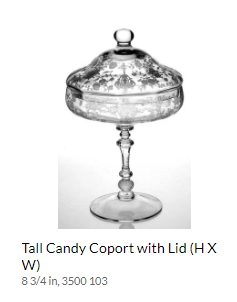 Tall Candy Coport with Lid (H X
W)
8 3/4 in, 3500 103